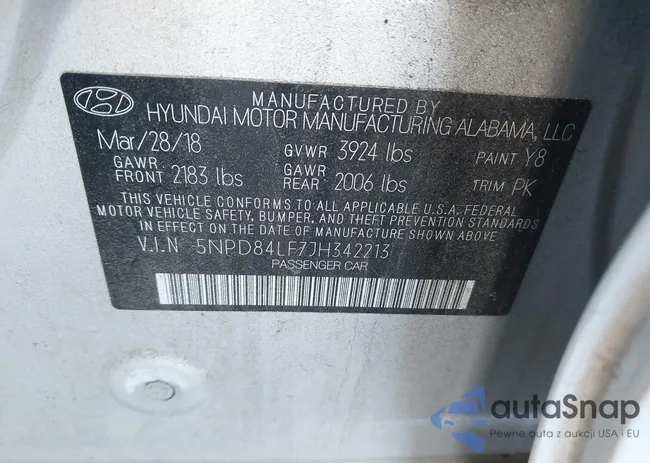 MANUFACTURED BY
HYUNDAI MOTOR MANUFACTURING ALABAMA, LLC
Mar/28/18 GVWR 3924 lbs PAINT Y8
GAWR FRONT 2183 lbs GAWR REAR 2006 lbs TRIM PK
THIS VEHICLE CONFORMS TO ALL APPLICABLE U.S.A. FEDERAL
MOTOR VEHICLE SAFETY, BUMPER, AND THEFT PREVENTION STANDARDS
IN EFFECT ON THE DATE OF MANUFACTURE SHOWN ABOVE.
V.I.N 5NPD84LF7JH342213
PASSENGER CAR
autaSnap
Pewne auta z aukcji USA i EU